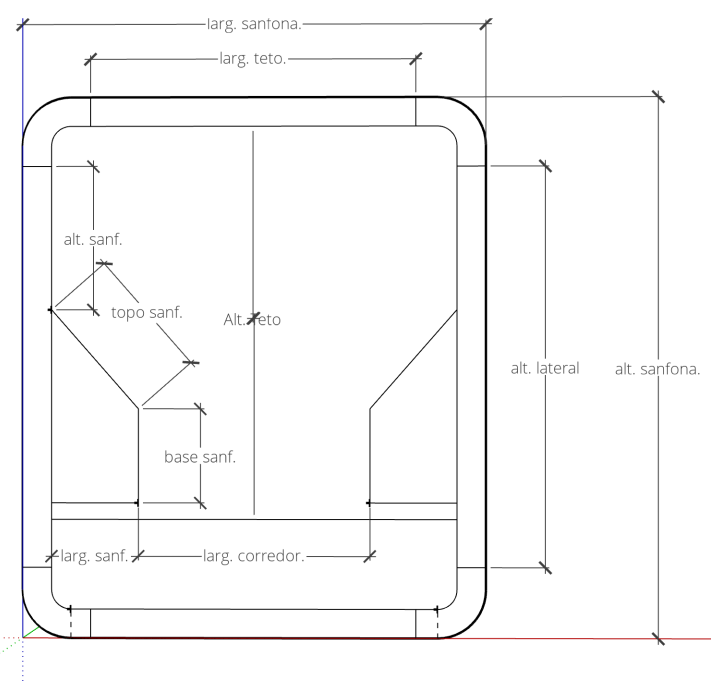 larg. sanfona.
larg. teto.
alt. sanf.
topo sanf.
Alt. teto
alt. lateral
alt. sanfona.
base sanf.
larg. sanf.
larg. corredor.